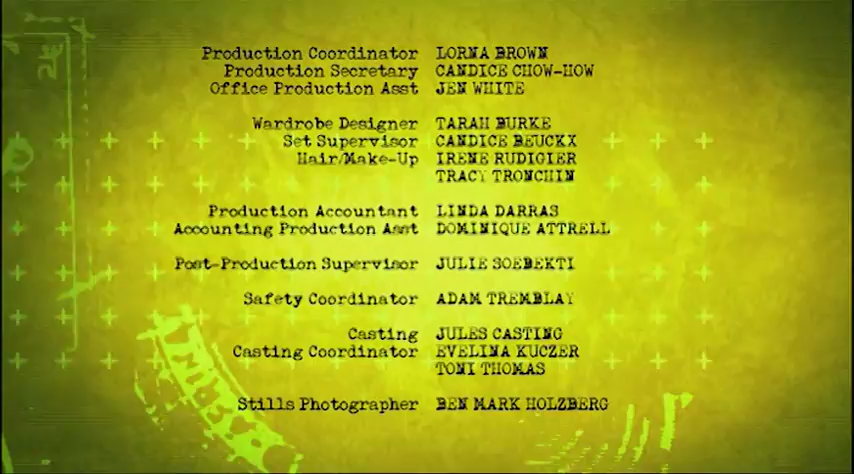 Production Coordinator LORNA BROWN
Production Secretary CANDICE CHOW-HOW
Office Production Asst JEN WHITE
Wardrobe Designer TARAH BURKE
Set Supervisor CANDICE BEUCKX
Hair/Make-Up IRENE RUDIGIER
TRACY TRONCHIN
Production Accountant LINDA DARRAS
Accounting Production Asst DOMINIQUE ATTRELL
Post-Production Supervisor JULIE SOEBEKTI
Safety Coordinator ADAM TREMBLAY
Casting JULES CASTING
Casting Coordinator EVELINA KUCZER
TONI THOMAS
Stills Photographer BEN MARK HOLZBERG